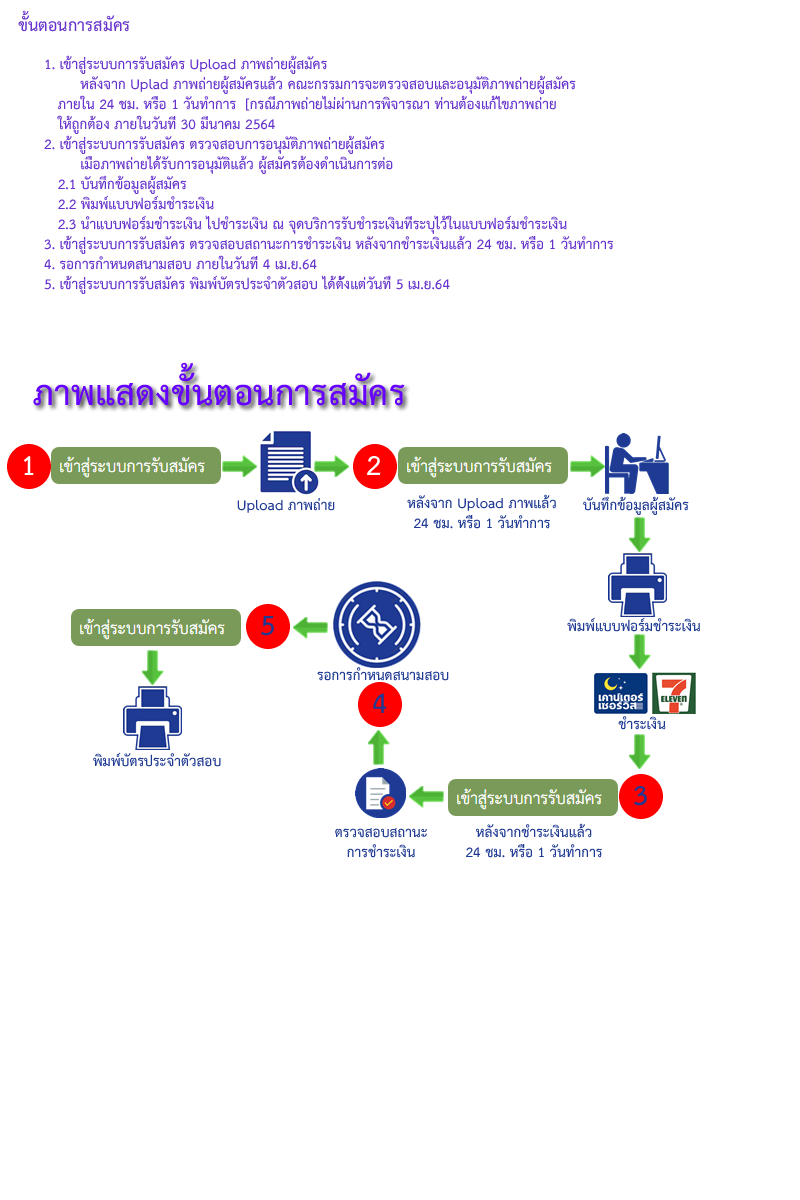 ขั้นตอนการสมัคร
1. เข้าสู่ระบบการรับสมัคร Upload ภาพถ่ายผู้สมัคร
หลังจาก Uplad ภาพถ่ายผู้สมัครแล้ว คณะกรรมการจะตรวจสอบและอนุมัติภาพถ่ายผู้สมัคร
ภายใน 24 ชม. หรือ 1 วันทำการ [กรณีภาพถ่ายไม่ผ่านการพิจารณา ท่านต้องแก้ไขภาพถ่าย
ให้ถูกต้อง ภายในวันที่ 30 มีนาคม 2564
2. เข้าสู่ระบบการรับสมัคร ตรวจสอบการอนุมัติภาพถ่ายผู้สมัคร
เมื่อภาพถ่ายได้รับการอนุมัติแล้ว ผู้สมัครต้องดำเนินการต่อ
2.1 บันทึกข้อมูลผู้สมัคร
2.2 พิมพ์แบบฟอร์มชำระเงิน
2.3 นำแบบฟอร์มชำระเงิน ไปชำระเงิน ณ จุดบริการรับชำระเงินที่ระบุไว้ในแบบฟอร์มชำระเงิน
3. เข้าสู่ระบบการรับสมัคร ตรวจสอบสถานะการชำระเงิน หลังจากชำระเงินแล้ว 24 ชม. หรือ 1 วันทำการ
4. รอการกำหนดสนามสอบ ภายในวันที่ 4 เม.ย.64
5. เข้าสู่ระบบการรับสมัคร พิมพ์บัตรประจำตัวสอบ ได้ตั้งแต่วันที่ 5 เม.ย.64
ภาพแสดงขั้นตอนการสมัคร
1 เข้าสู่ระบบการรับสมัคร
Upload ภาพถ่าย
2 เข้าสู่ระบบการรับสมัคร
หลังจาก Upload ภาพแล้ว
24 ชม. หรือ 1 วันทำการ
บันทึกข้อมูลผู้สมัคร
พิมพ์แบบฟอร์มชำระเงิน
เคาน์เตอร์
เซอร์วิส
7
ELEVEN
ชำระเงิน
เข้าสู่ระบบการรับสมัคร 3
หลังจากชำระเงินแล้ว
24 ชม. หรือ 1 วันทำการ
ตรวจสอบสถานะ
การชำระเงิน
4
รอการกำหนดสนามสอบ
เข้าสู่ระบบการรับสมัคร 5
พิมพ์บัตรประจำตัวสอบ